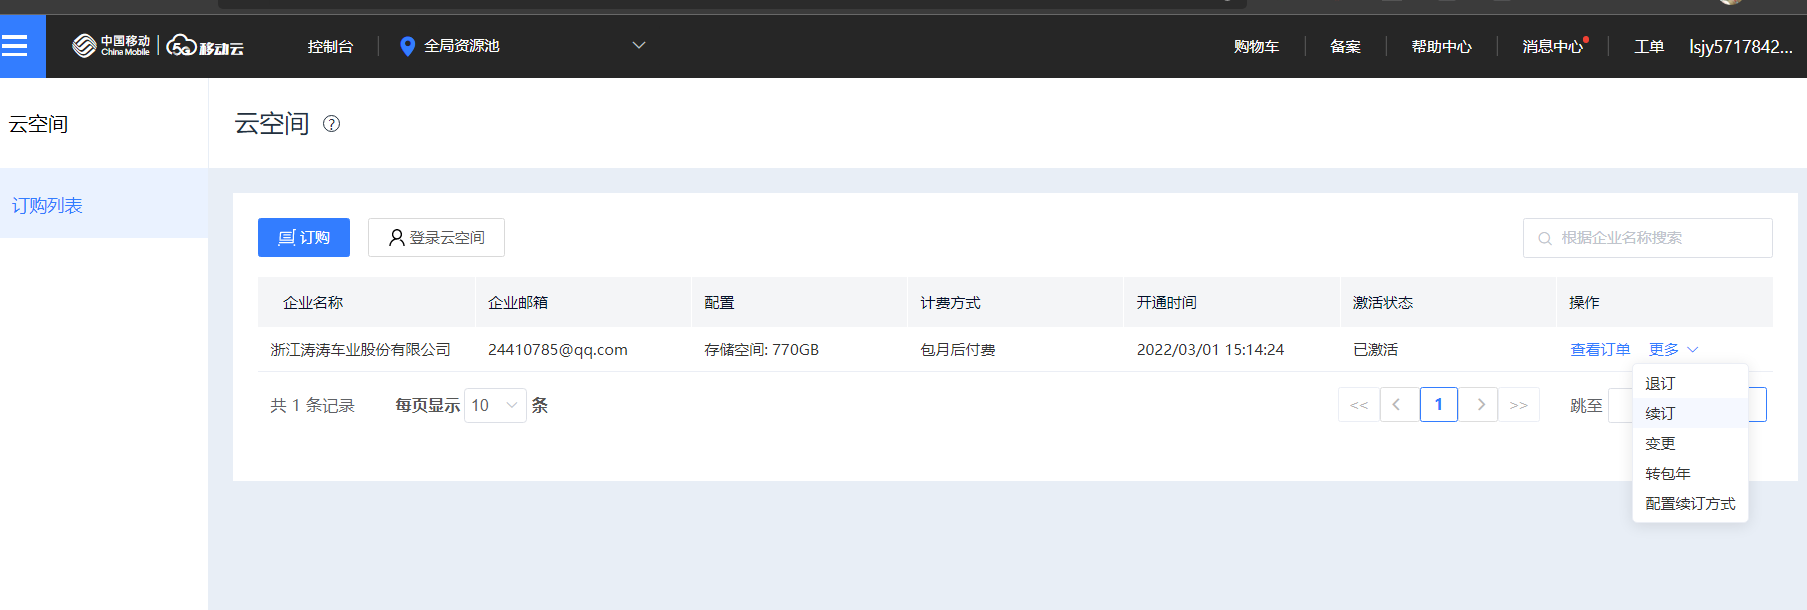 中国移动 China Mobile 5G 移动云 控制台 全局资源池 购物车 备案 帮助中心 消息中心 工单 lsjy5717842...
云空间
订购列表
云空间 ?
订购 登录云空间 根据企业名称搜索
企业名称 企业邮箱 配置 计费方式 开通时间 激活状态 操作
浙江涛涛车业股份有限公司 24410785@qq.com 存储空间: 770GB 包月后付费 2022/03/01 15:14:24 已激活 查看订单 更多
共 1 条记录 每页显示 10 条 << < 1 > >> 跳至
退订
续订
变更
转包年
配置续订方式